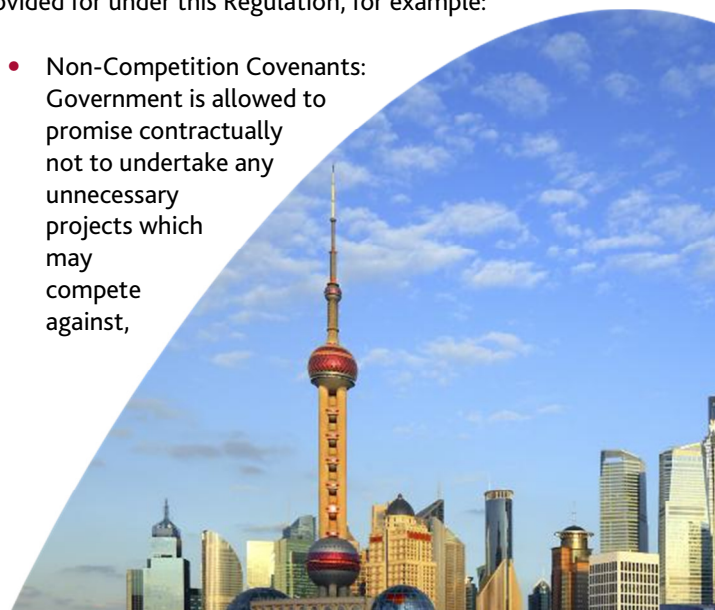 ovided for under this Regulation, for example:
• Non-Competition Covenants:
Government is allowed to
promise contractually
not to undertake any
unnecessary
projects which
may
compete
against,